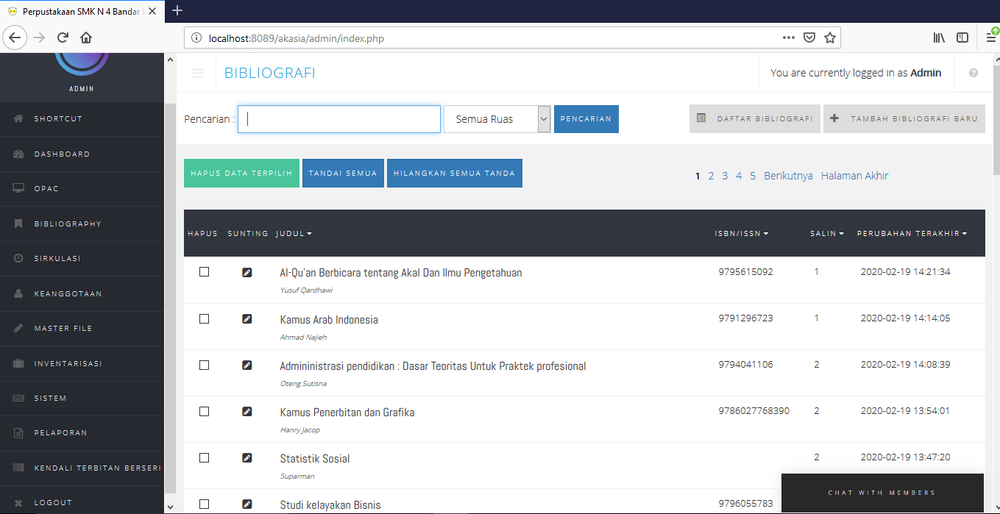 Perpustakaan SMK N 4 Bandar
localhost:8089/akasia/admin/index.php
ADMIN
SHORTCUT
DASHBOARD
OPAC
BIBLIOGRAPHY
SIRKULASI
KEANGGOTAAN
MASTER FILE
INVENTARISASI
SISTEM
PELAPORAN
KENDALI TERBITAN BERSERI
LOGOUT
BIBLIOGRAFI
You are currently logged in as Admin
Pencarian : Semua Ruas PENCARIAN DAFTAR BIBLIOGRAFI TAMBAH BIBLIOGRAFI BARU
HAPUS DATA TERPILIH TANDAI SEMUA HILANGKAN SEMUA TANDA
1 2 3 4 5 Berikutnya Halaman Akhir
HAPUS SUNTING JUDUL ISBN/ISSN SALIN PERUBAHAN TERAKHIR
Al-Qu'an Berbicara tentang Akal Dan Ilmu Pengetahuan 9795615092 1 2020-02-19 14:21:34
Yusuf Qardhawi
Kamus Arab Indonesia 9791296723 1 2020-02-19 14:14:05
Ahmad Najieh
Admininistrasi pendidikan : Dasar Teoritas Untuk Praktek profesional 9794041106 2 2020-02-19 14:08:39
Oteng Sutisna
Kamus Penerbitan dan Grafika 9786027768390 2 2020-02-19 13:54:01
Hanry Jacop
Statistik Sosial 2 2020-02-19 13:47:20
Suparman
Studi kelayakan Bisnis 9796055783
CHAT WITH MEMBERS